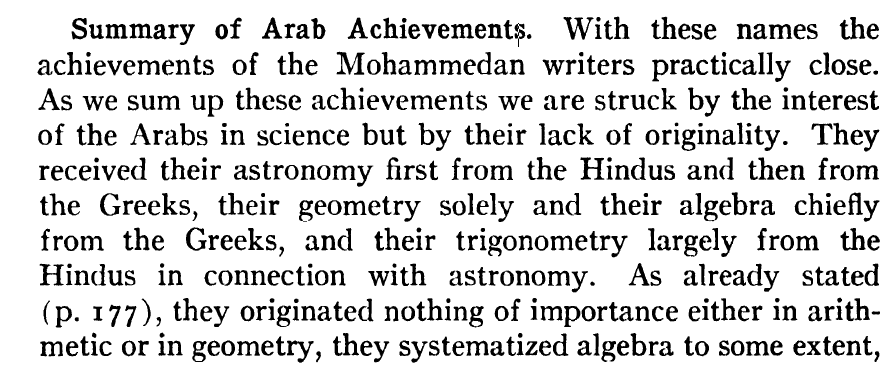 Summary of Arab Achievements. With these names the
achievements of the Mohammedan writers practically close.
As we sum up these achievements we are struck by the interest
of the Arabs in science but by their lack of originality. They
received their astronomy first from the Hindus and then from
the Greeks, their geometry solely and their algebra chiefly
from the Greeks, and their trigonometry largely from the
Hindus in connection with astronomy. As already stated
(p. 177), they originated nothing of importance either in arith-
metic or in geometry, they systematized algebra to some extent,